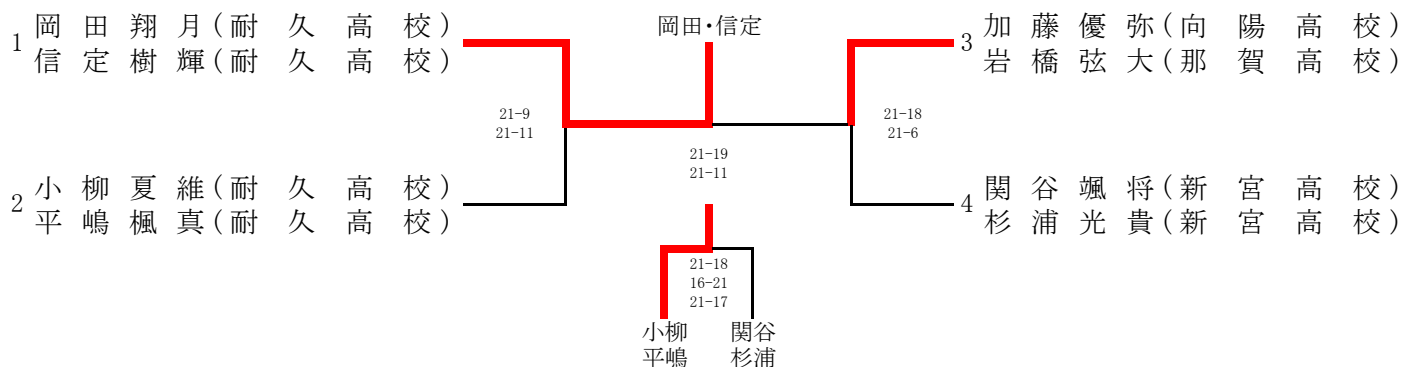 1 岡田翔月(耐久高校)
信定樹輝(耐久高校)
岡田・信定
3 加藤優弥(向陽高校)
岩橋弦大(那賀高校)
21-9
21-11
21-18
21-6
21-19
21-11
2 小柳夏維(耐久高校)
平嶋楓真(耐久高校)
4 関谷颯将(新宮高校)
杉浦光貴(新宮高校)
21-18
16-21
21-17
小柳
平嶋
関谷
杉浦